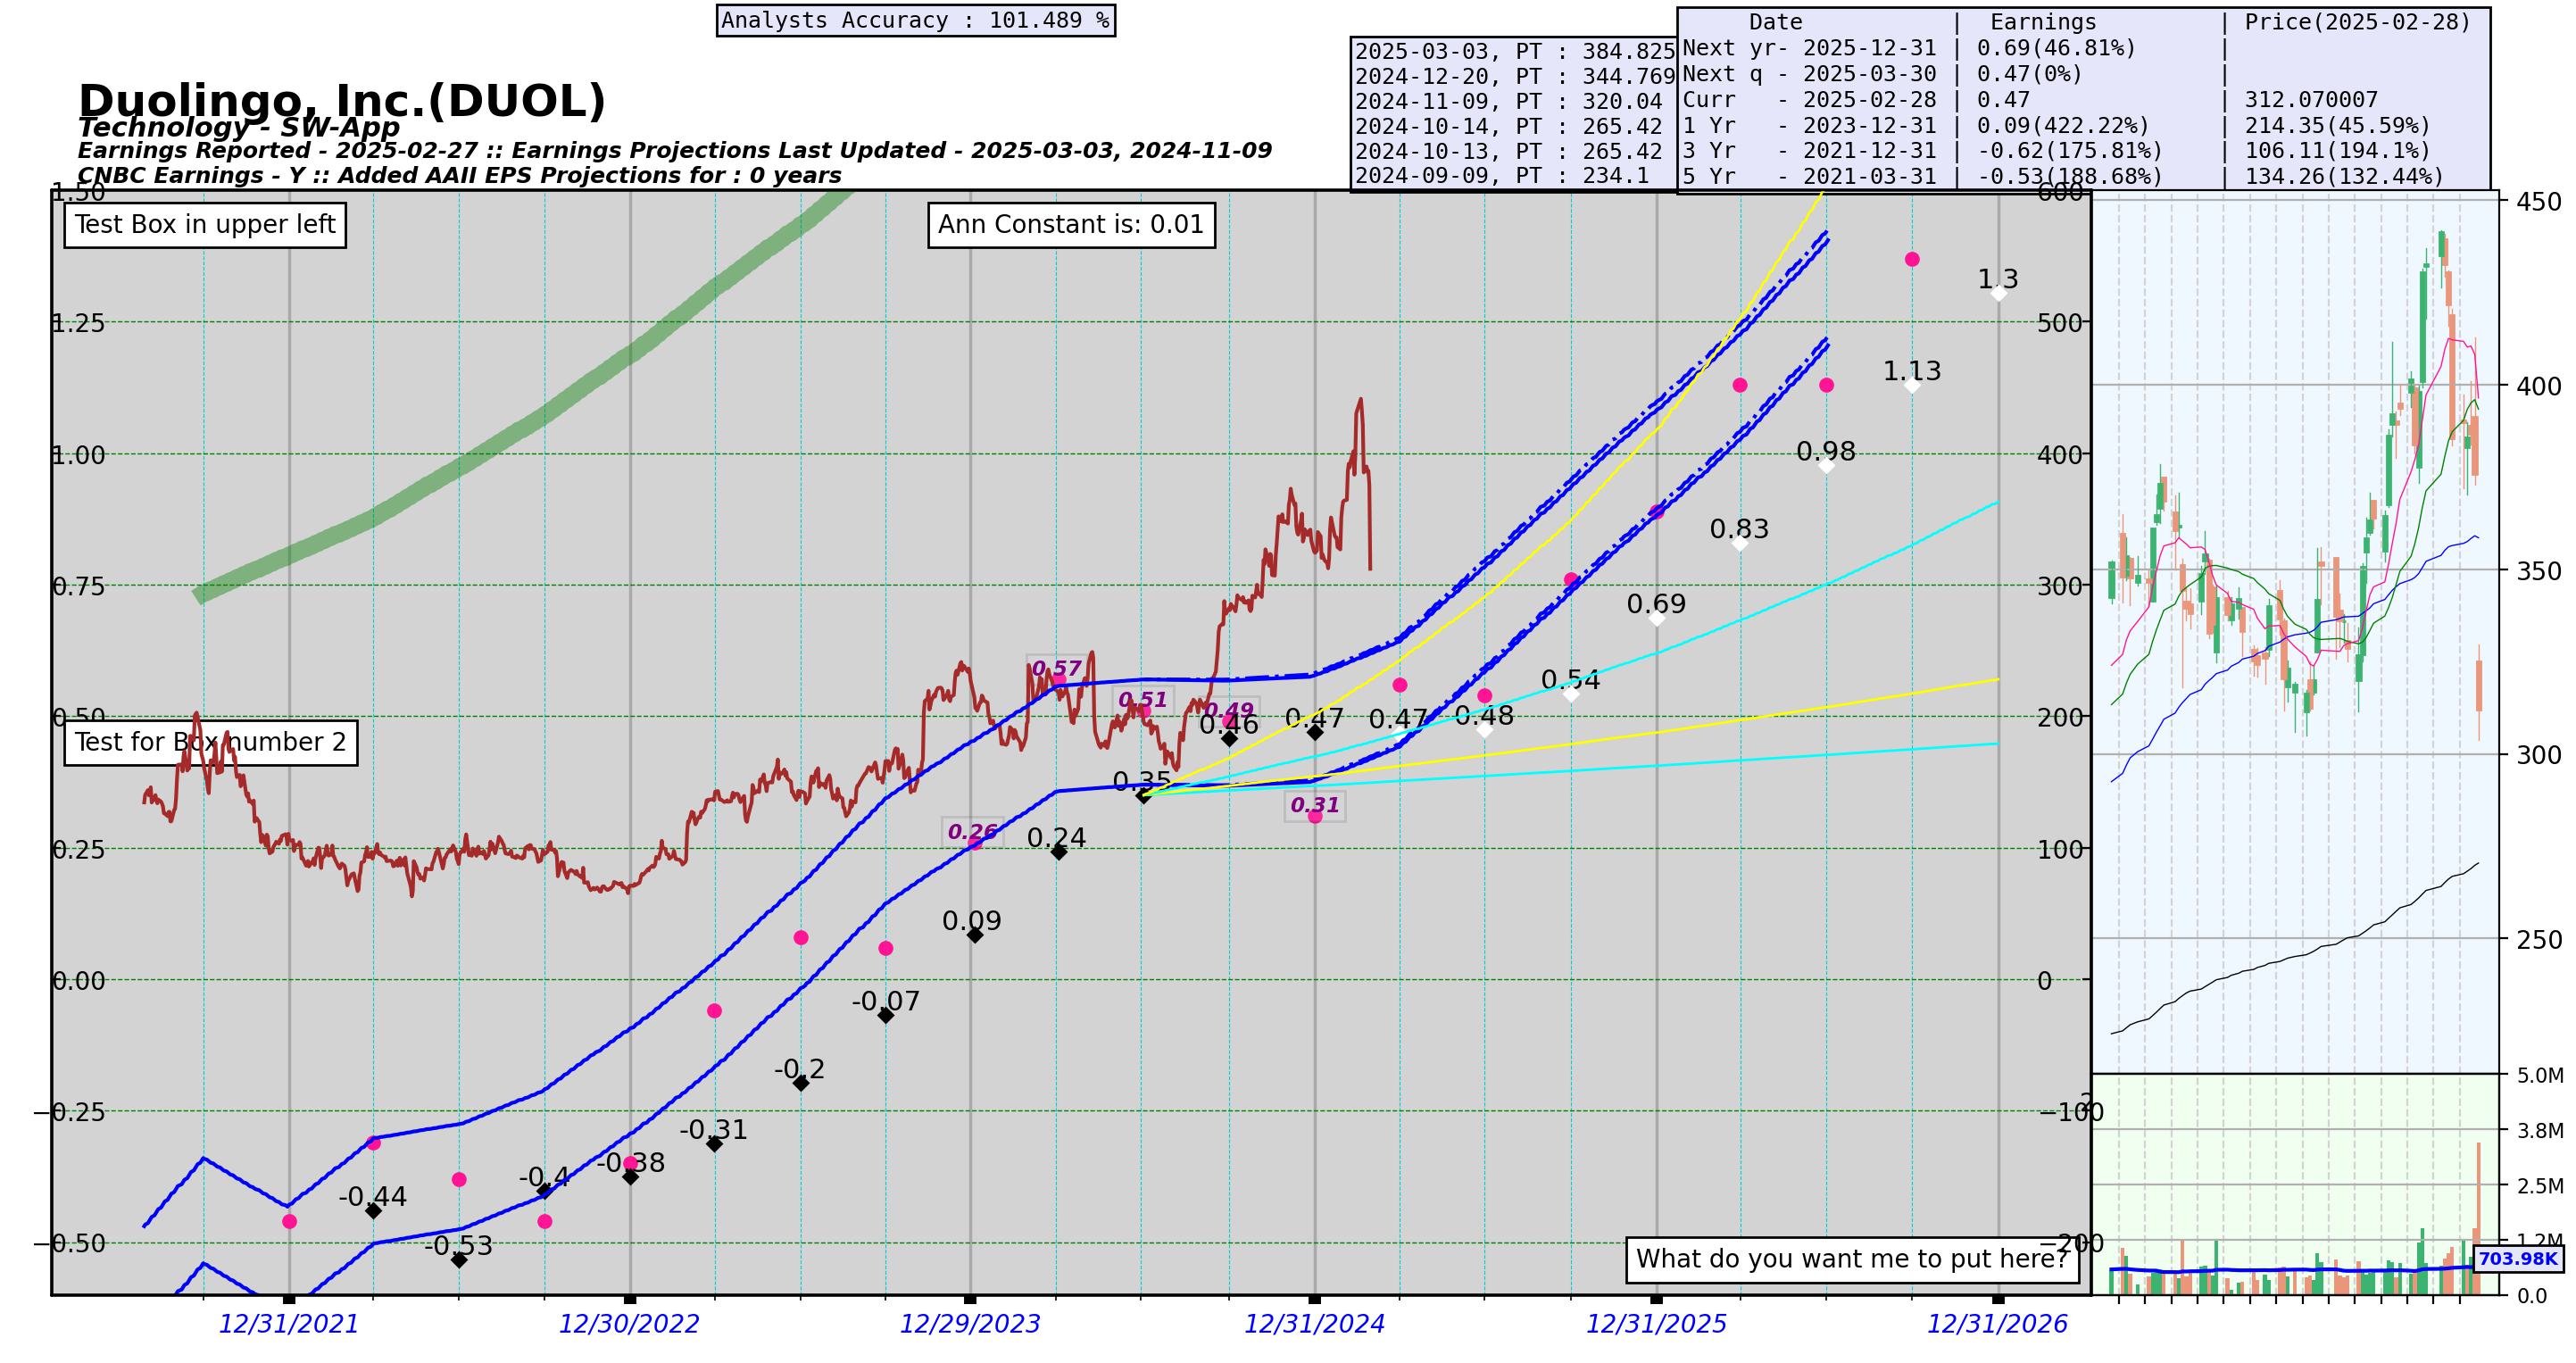 Analysts Accuracy : 101.489 %
Duolingo, Inc.(DUOL)
Technology - SW-App
Earnings Reported - 2025-02-27 :: Earnings Projections Last Updated - 2025-03-03, 2024-11-09
CNBC Earnings - Y :: Added AAII EPS Projections for : 0 years
2025-03-03, PT : 384.825
2024-12-20, PT : 344.769
2024-11-09, PT : 320.04
2024-10-14, PT : 265.42
2024-10-13, PT : 265.42
2024-09-09, PT : 234.1
Date | Earnings | Price(2025-02-28)
Next yr- 2025-12-31 | 0.69(46.81%) |
Next q - 2025-03-30 | 0.47(0%) |
Curr - 2025-02-28 | 0.47 | 312.070007
1 Yr - 2023-12-31 | 0.09(422.22%) | 214.35(45.59%)
3 Yr - 2021-12-31 | -0.62(175.81%) | 106.11(194.1%)
5 Yr - 2021-03-31 | -0.53(188.68%) | 134.26(132.44%)
Test Box in upper left
Ann Constant is: 0.01
Test for Box number 2
What do you want me to put here?
1.50
1.25
1.00
0.75
0.50
0.25
0.00
−0.25
−0.50
-0.44
-0.53
-0.4
-0.38
-0.31
-0.2
-0.07
0.09
0.24
0.35
0.46
0.47
0.47
0.48
0.54
0.69
0.83
0.98
1.13
1.3
0.26
0.57
0.51
0.49
0.31
600
500
400
300
200
100
0
−100
−200
450
400
350
300
250
5.0M
3.8M
2.5M
1.2M
703.98K
0.0
12/31/2021
12/30/2022
12/29/2023
12/31/2024
12/31/2025
12/31/2026